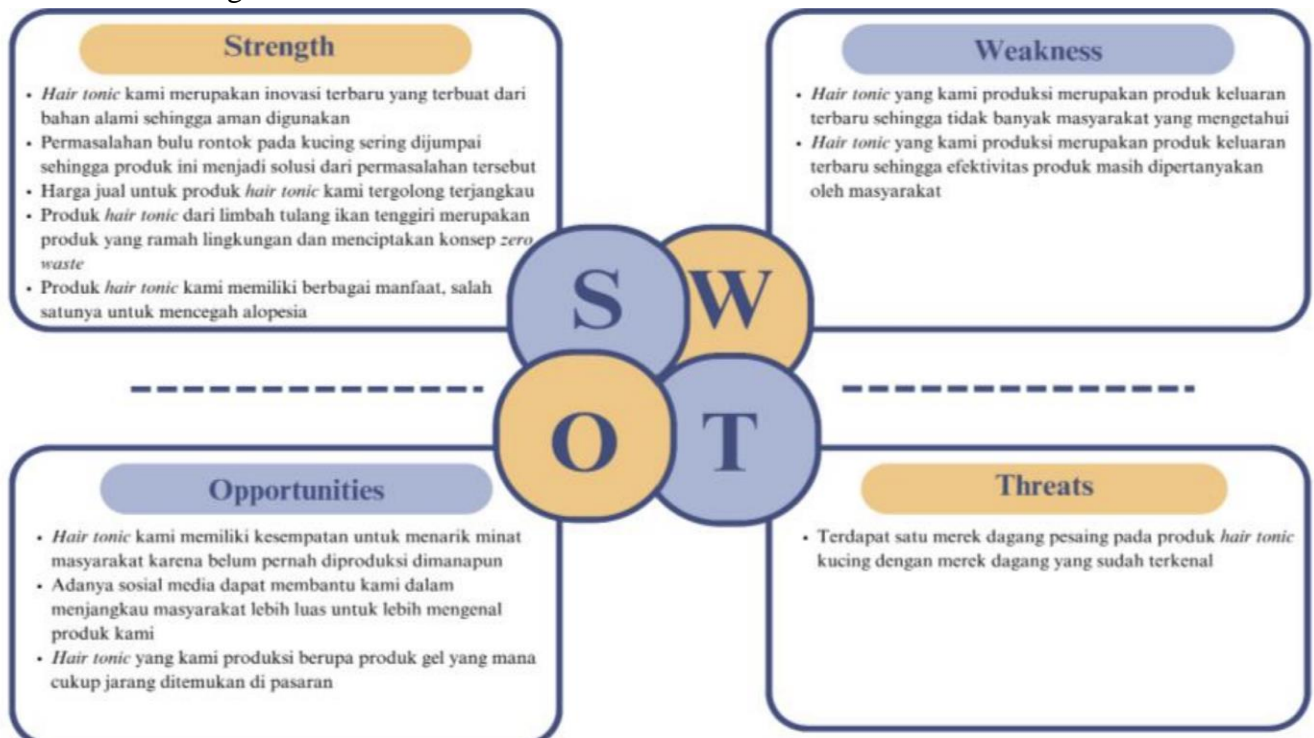 Strength
• Hair tonic kami merupakan inovasi terbaru yang terbuat dari
bahan alami sehingga aman digunakan
• Permasalahan bulu rontok pada kucing sering dijumpai
sehingga produk ini menjadi solusi dari permasalahan tersebut
• Harga jual untuk produk hair tonic kami tergolong terjangkau
• Produk hair tonic dari limbah tulang ikan tenggiri merupakan
produk yang ramah lingkungan dan menciptakan konsep zero
waste
• Produk hair tonic kami memiliki berbagai manfaat, salah
satunya untuk mencegah alopesia
Weakness
• Hair tonic yang kami produksi merupakan produk keluaran
terbaru sehingga tidak banyak masyarakat yang mengetahui
• Hair tonic yang kami produksi merupakan produk keluaran
terbaru sehingga efektivitas produk masih dipertanyakan
oleh masyarakat
S
W
O
T
Opportunities
• Hair tonic kami memiliki kesempatan untuk menarik minat
masyarakat karena belum pernah diproduksi dimanapun
• Adanya sosial media dapat membantu kami dalam
menjangkau masyarakat lebih luas untuk lebih mengenal
produk kami
• Hair tonic yang kami produksi berupa produk gel yang mana
cukup jarang ditemukan di pasaran
Threats
• Terdapat satu merek dagang pesaing pada produk hair tonic
kucing dengan merek dagang yang sudah terkenal